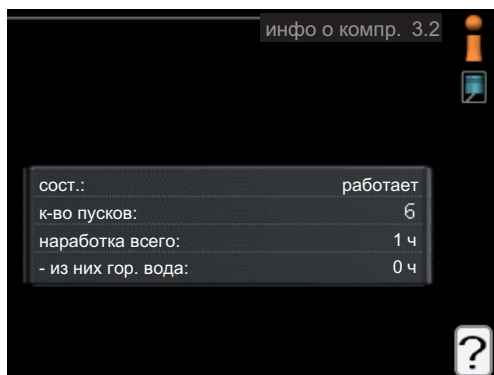 инфо о компр. 3.2
сост.: работает
к-во пусков: 6
наработка всего: 1 ч
- из них гор. вода: 0 ч
?